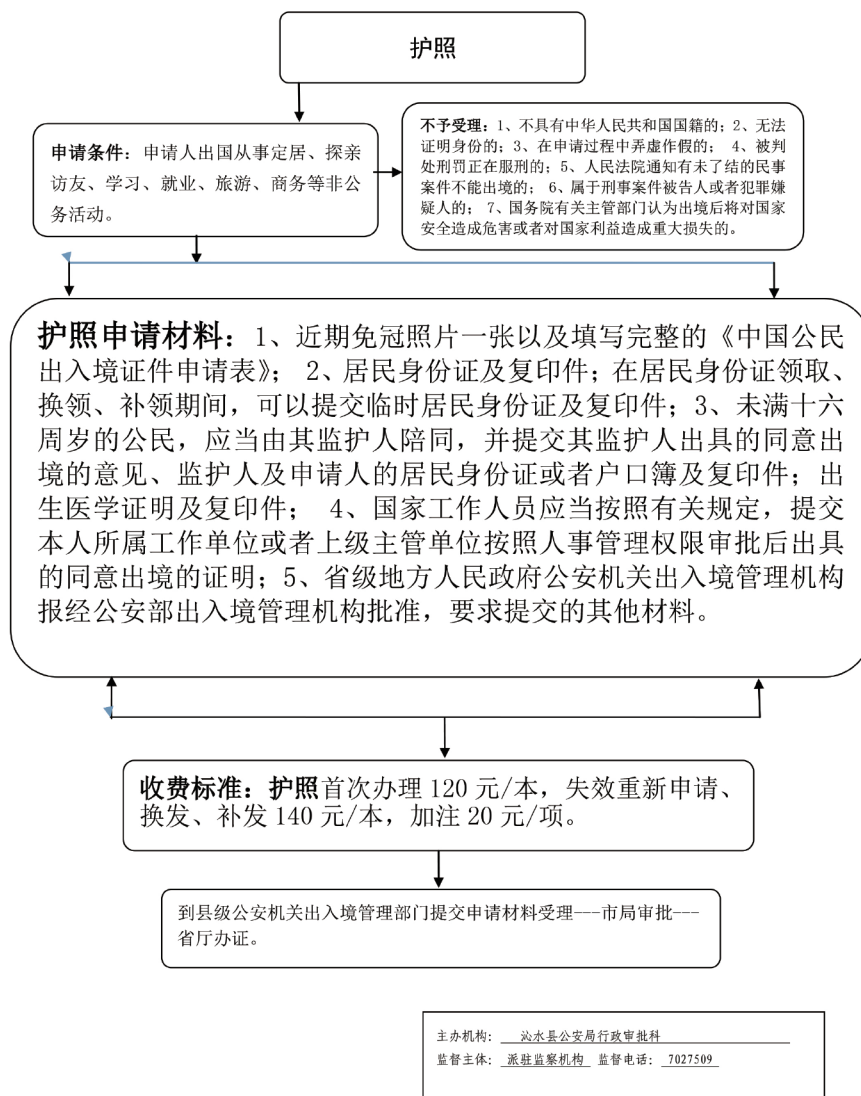 护照
申请条件：申请人出国从事定居、探亲
访友、学习、就业、旅游、商务等非公
务活动。
不予受理：1、不具有中华人民共和国国籍的；2、无法
证明身份的；3、在申请过程中弄虚作假的； 4、被判
处刑罚正在服刑的；5、人民法院通知有未了结的民事
案件不能出境的； 6、属于刑事案件被告人或者犯罪嫌
疑人的；7、国务院有关主管部门认为出境后将对国家
安全造成危害或者对国家利益造成重大损失的。
护照申请材料：1、近期免冠照片一张以及填写完整的《中国公民
出入境证件申请表》； 2、居民身份证及复印件；在居民身份证领取、
换领、补领期间，可以提交临时居民身份证及复印件；3、未满十六
周岁的公民，应当由其监护人陪同，并提交其监护人出具的同意出
境的意见、监护人及申请人的居民身份证或者户口簿及复印件；出
生医学证明及复印件； 4、国家工作人员应当按照有关规定，提交
本人所属工作单位或者上级主管单位按照人事管理权限审批后出具
的同意出境的证明；5、省级地方人民政府公安机关出入境管理机构
报经公安部出入境管理机构批准，要求提交的其他材料。
收费标准：护照首次办理 120 元/本，失效重新申请、
换发、补发 140 元/本，加注 20 元/项。
到县级公安机关出入境管理部门提交申请材料受理---市局审批---
省厅办证。
主办机构： 沁水县公安局行政审批科
监督主体： 派驻监察机构 监督电话： 7027509